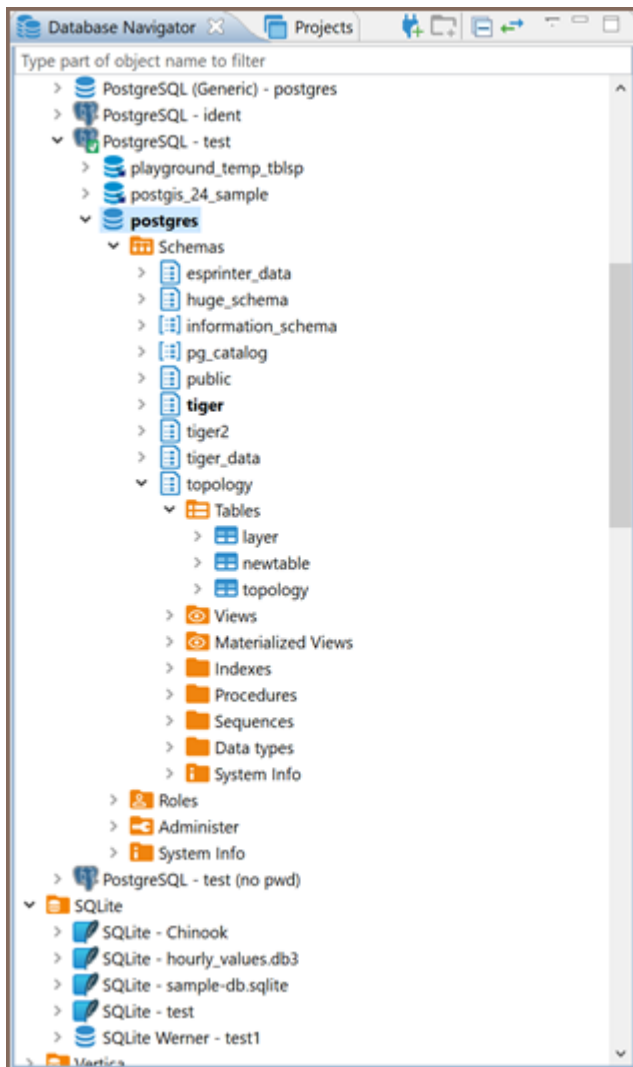 Database Navigator Projects
Type part of object name to filter
PostgreSQL (Generic) - postgres
PostgreSQL - ident
PostgreSQL - test
playground_temp_tblsp
postgis_24_sample
postgres
Schemas
esprinter_data
huge_schema
information_schema
pg_catalog
public
tiger
tiger2
tiger_data
topology
Tables
layer
newtable
topology
Views
Materialized Views
Indexes
Procedures
Sequences
Data types
System Info
Roles
Administer
System Info
PostgreSQL - test (no pwd)
SQLite
SQLite - Chinook
SQLite - hourly_values.db3
SQLite - sample-db.sqlite
SQLite - test
SQLite Werner - test1
Vertica